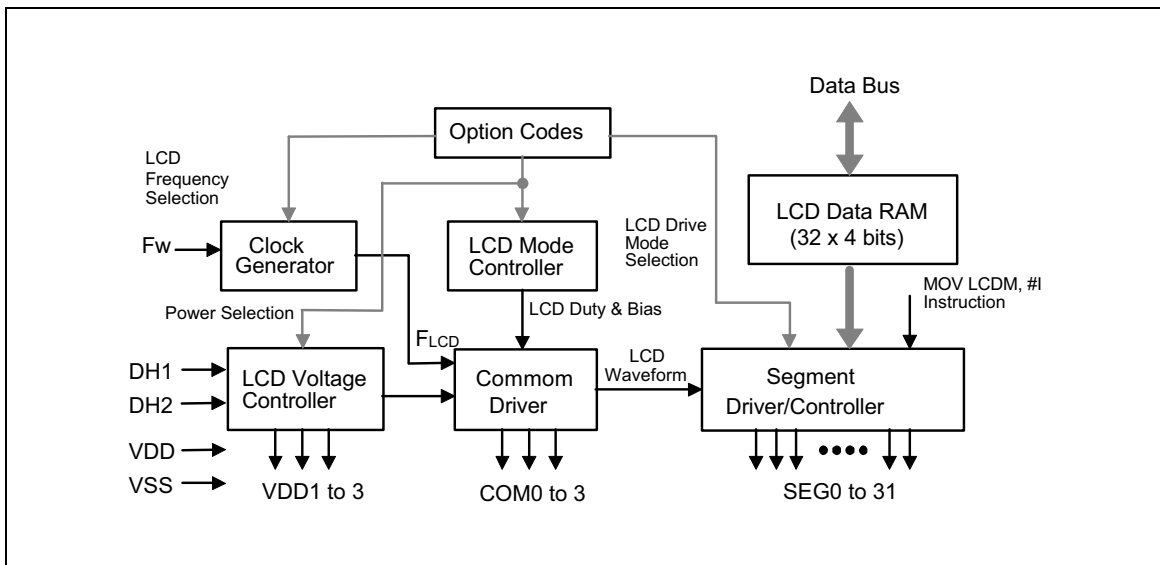 Data Bus
Option Codes
LCD
Frequency
Selection
LCD Data RAM
(32 x 4 bits)
LCD Drive
Mode
Selection
Fw
Clock
Generator
LCD Mode
Controller
MOV LCDM, #I
Instruction
Power Selection
LCD Duty & Bias
FLCD
LCD
Waveform
DH1
DH2
VDD
VSS
LCD Voltage
Controller
Commom
Driver
Segment
Driver/Controller
VDD1 to 3
COM0 to 3
SEG0 to 31